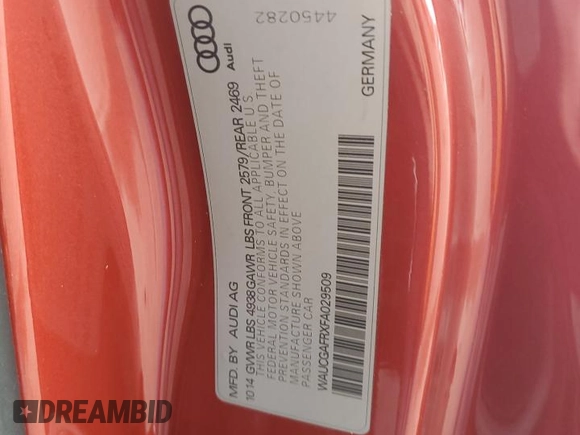 4450282
Audi
MFD. BY AUDI AG
10 14 GVWR LBS 4938 GAWR LBS FRONT 2579/REAR 2469
THIS VEHICLE CONFORMS TO ALL APPLICABLE U S
FEDERAL MOTOR VEHICLE SAFETY, BUMPER AND THEFT
PREVENTION STANDARDS IN EFFECT ON THE DATE OF
MANUFACTURE SHOWN ABOVE
PASSENGER CAR
WAUCGAFRXFA029509
GERMANY
DREAMBID